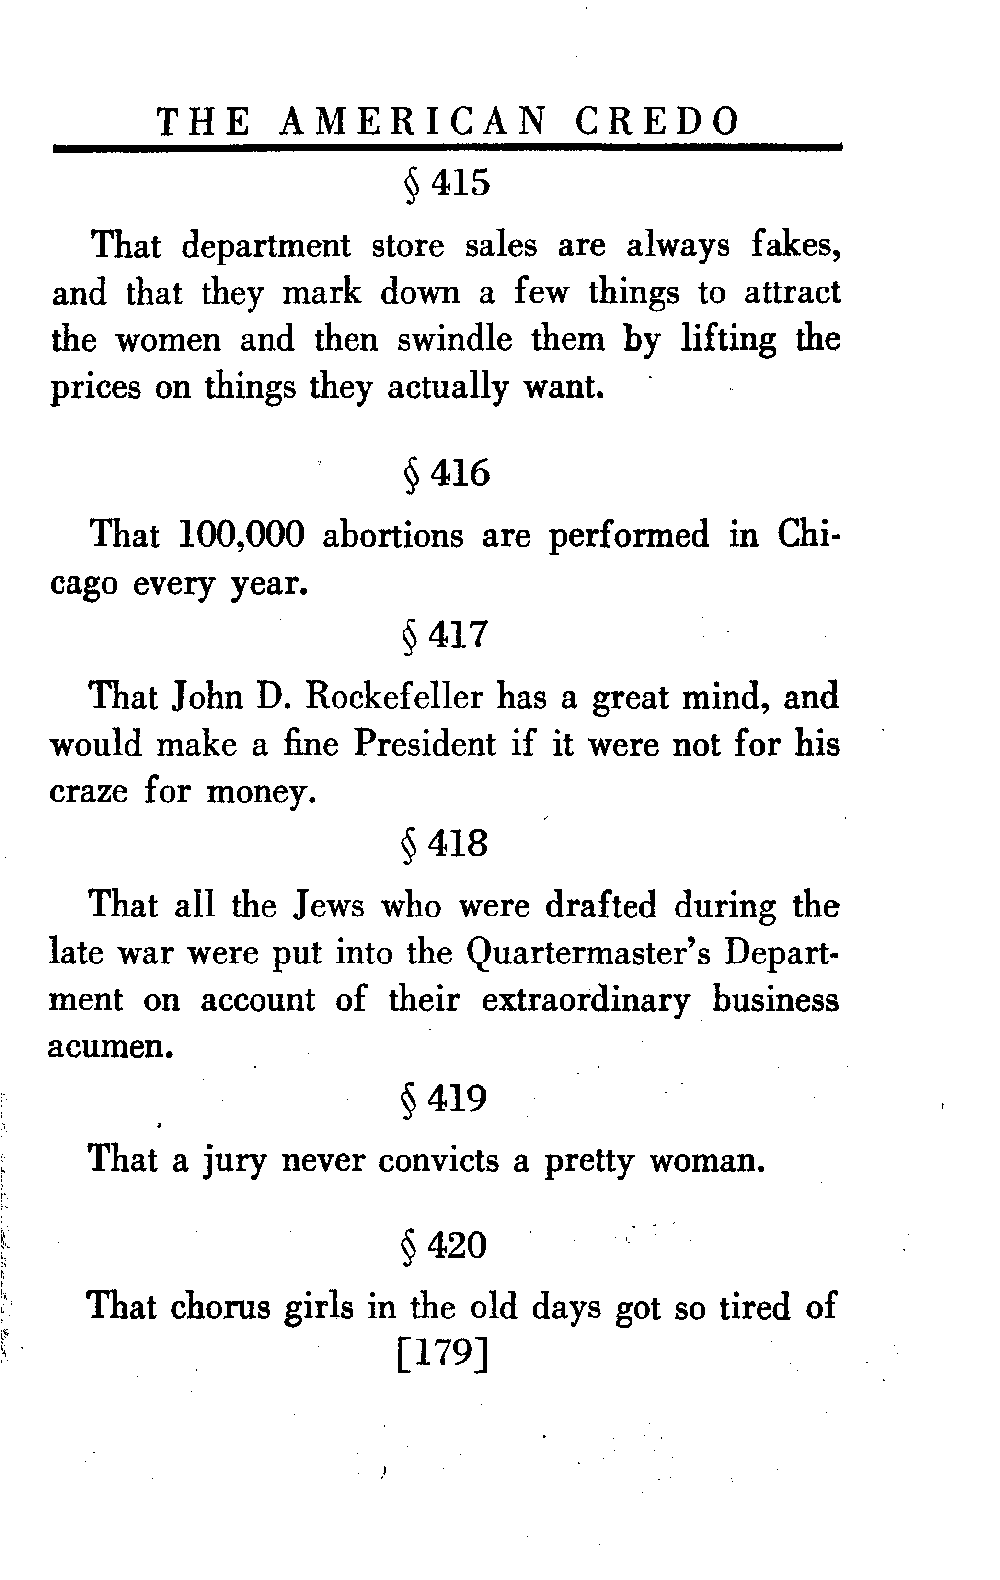 THE AMERICAN CREDO
§ 415
That department store sales are always fakes,
and that they mark down a few things to attract
the women and then swindle them by lifting the
prices on things they actually want.
§ 416
That 100,000 abortions are performed in Chi-
cago every year.
§ 417
That John D. Rockefeller has a great mind, and
would make a fine President if it were not for his
craze for money.
§ 418
That all the Jews who were drafted during the
late war were put into the Quartermaster's Depart-
ment on account of their extraordinary business
acumen.
§ 419
That a jury never convicts a pretty woman.
§ 420
That chorus girls in the old days got so tired of
[179]